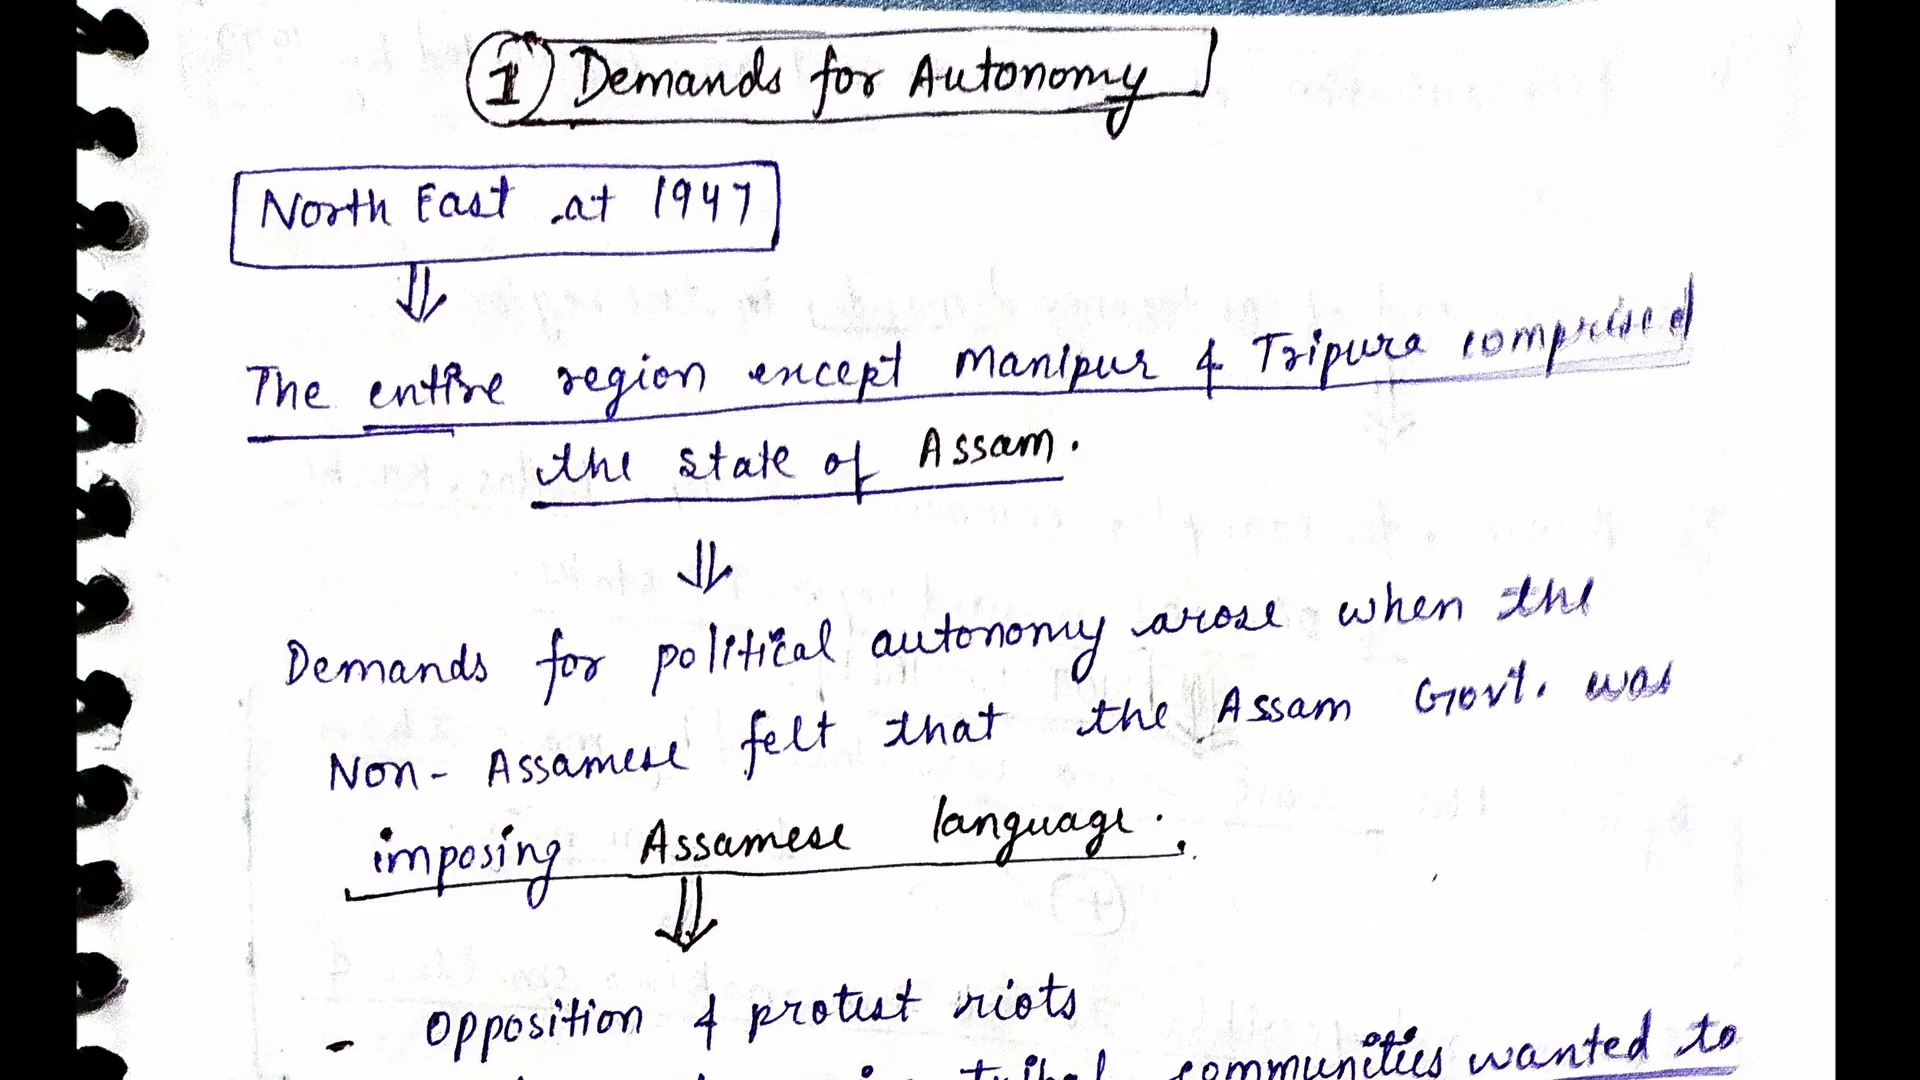 1 Demands for Autonomy
North East at 1947
The entire region except Manipur & Tripura comprised
the state of Assam.
Demands for political autonomy arose when the
Non-Assamese felt that the Assam Govt. was
imposing Assamese language.
- Opposition & protest riots
tribal communities wanted to